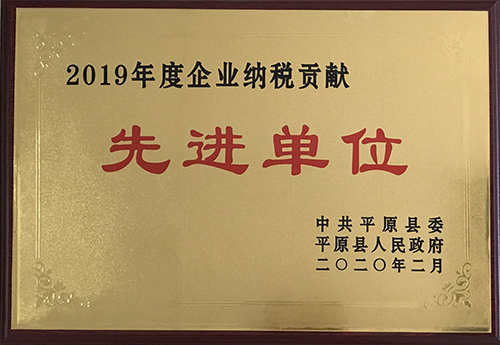 2019年度企业纳税贡献
先进单位
中共平原县委
平原县人民政府
二〇二〇年二月